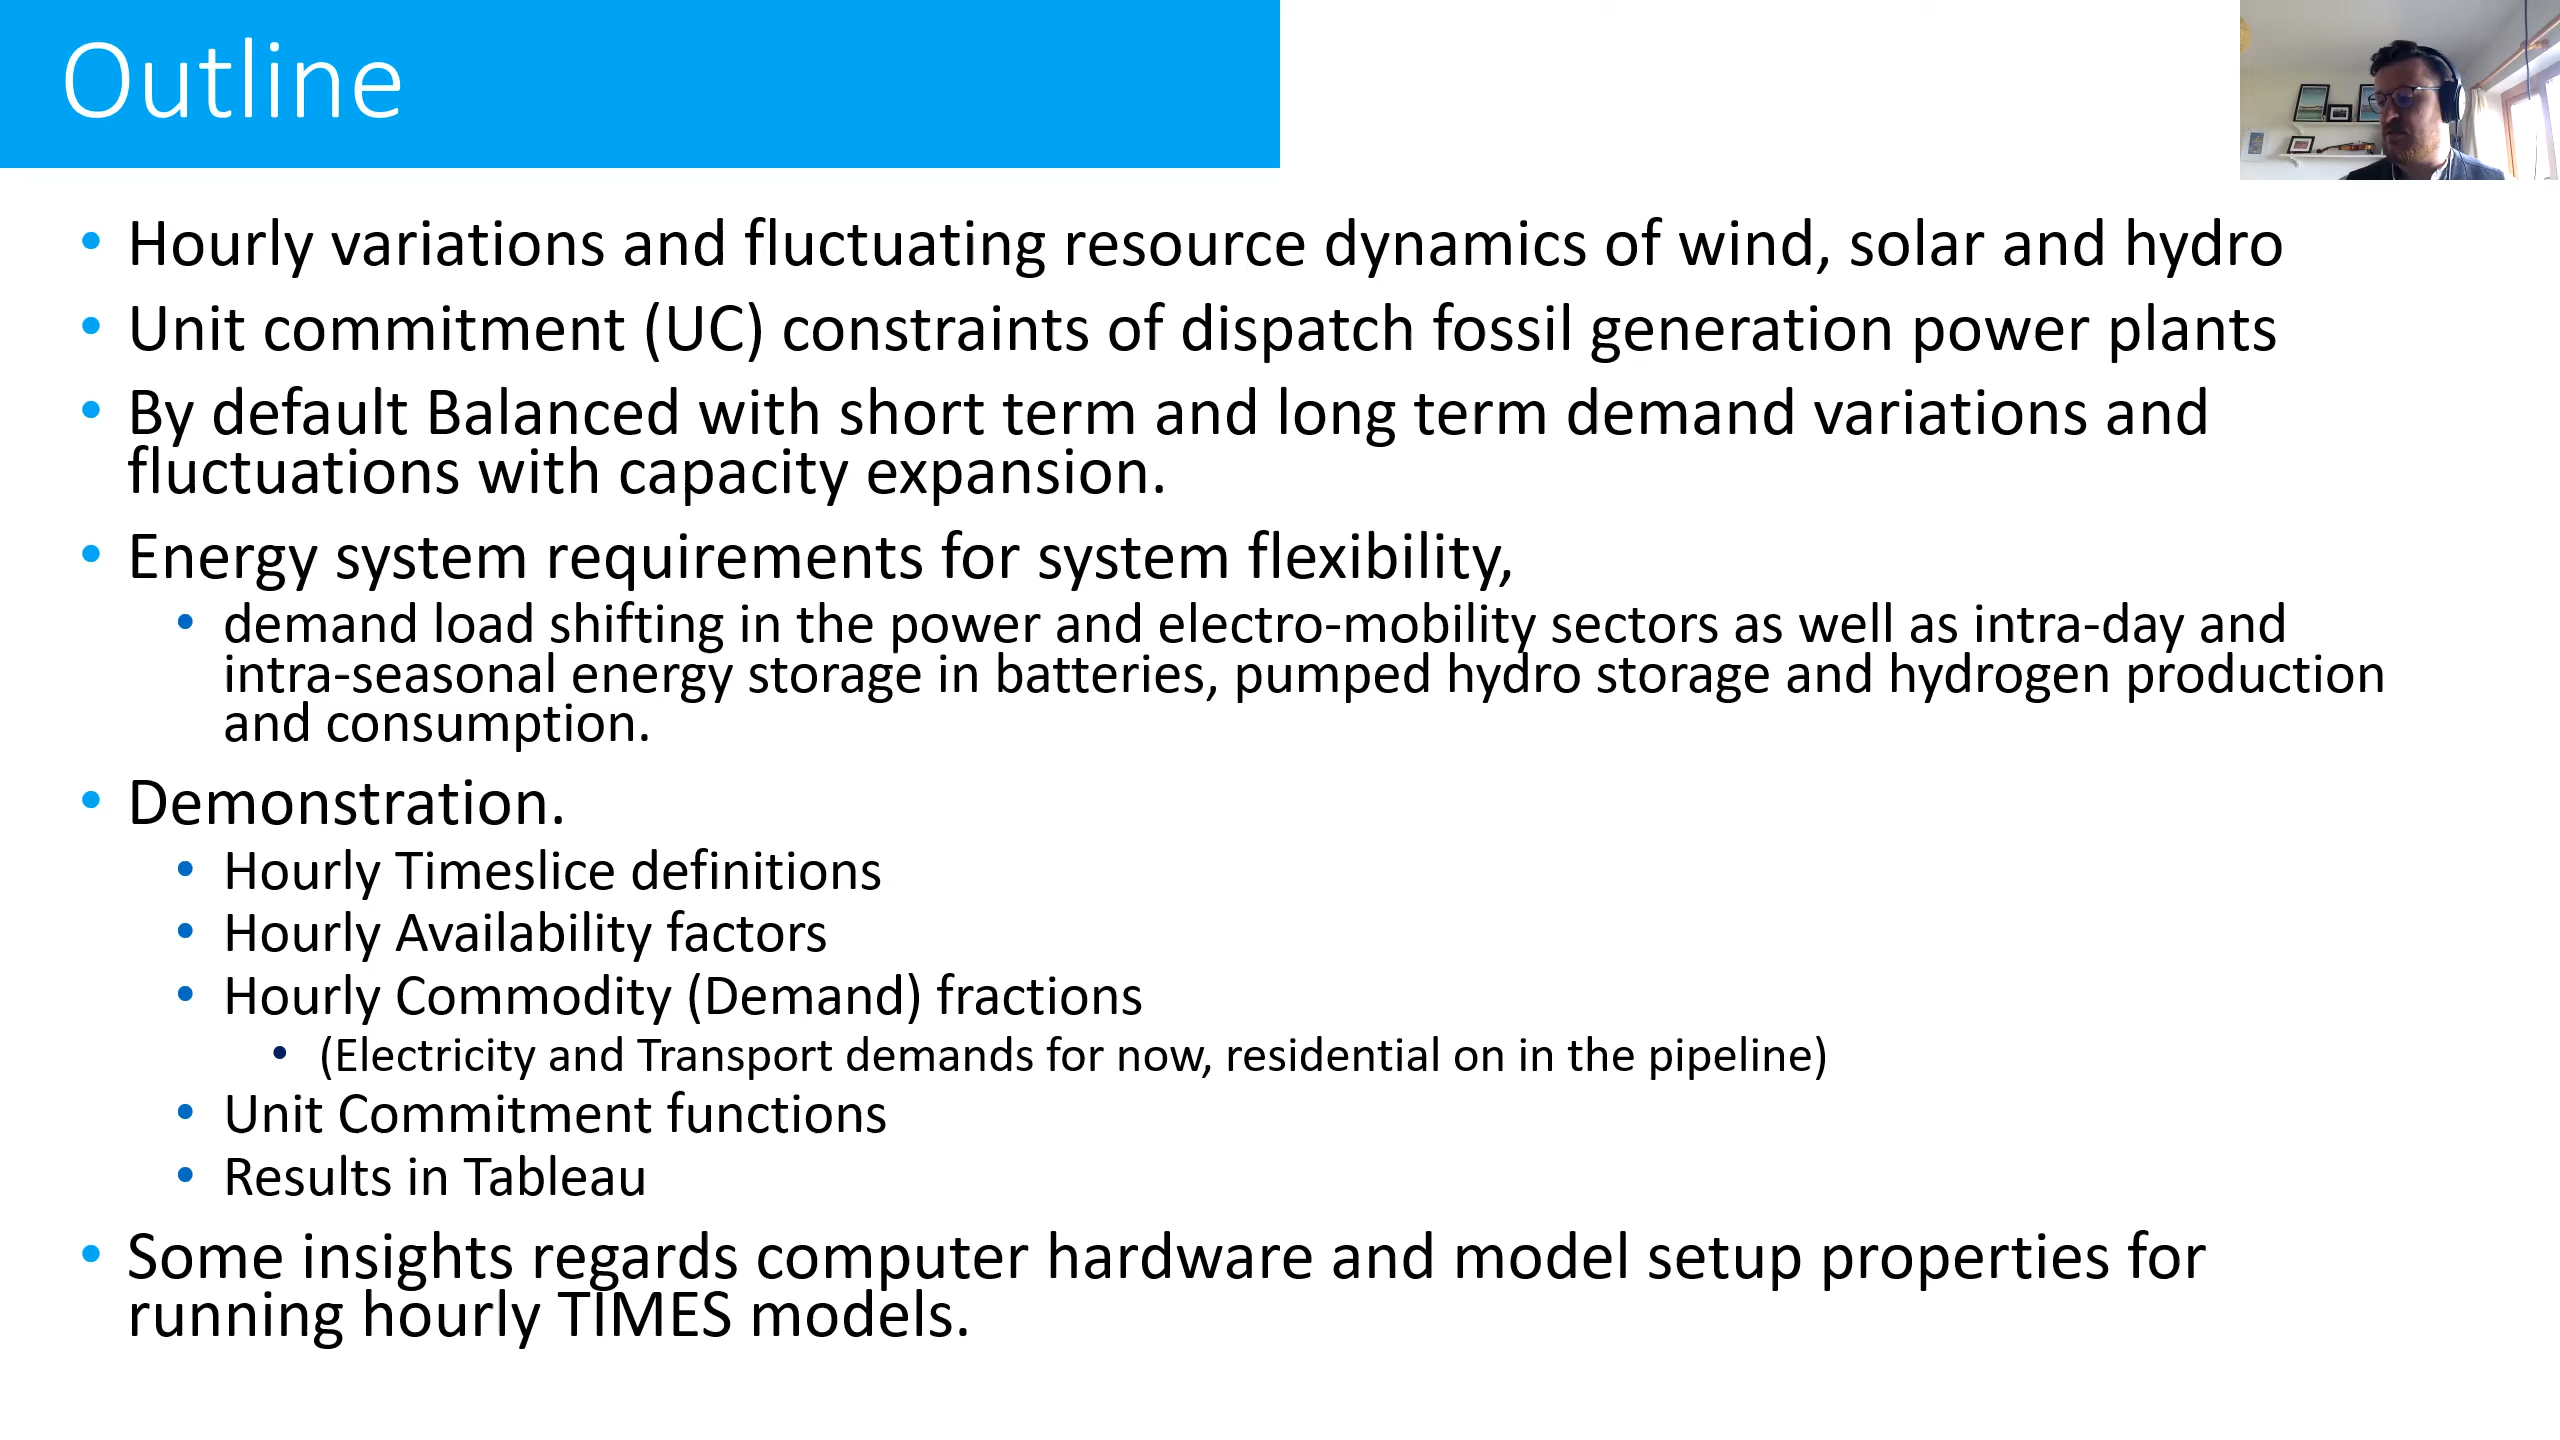 Outline
• Hourly variations and fluctuating resource dynamics of wind, solar and hydro
• Unit commitment (UC) constraints of dispatch fossil generation power plants
• By default Balanced with short term and long term demand variations and
fluctuations with capacity expansion.
• Energy system requirements for system flexibility,
• demand load shifting in the power and electro-mobility sectors as well as intra-day and
intra-seasonal energy storage in batteries, pumped hydro storage and hydrogen production
and consumption.
• Demonstration.
• Hourly Timeslice definitions
• Hourly Availability factors
• Hourly Commodity (Demand) fractions
• (Electricity and Transport demands for now, residential on in the pipeline)
• Unit Commitment functions
• Results in Tableau
• Some insights regards computer hardware and model setup properties for
running hourly TIMES models.